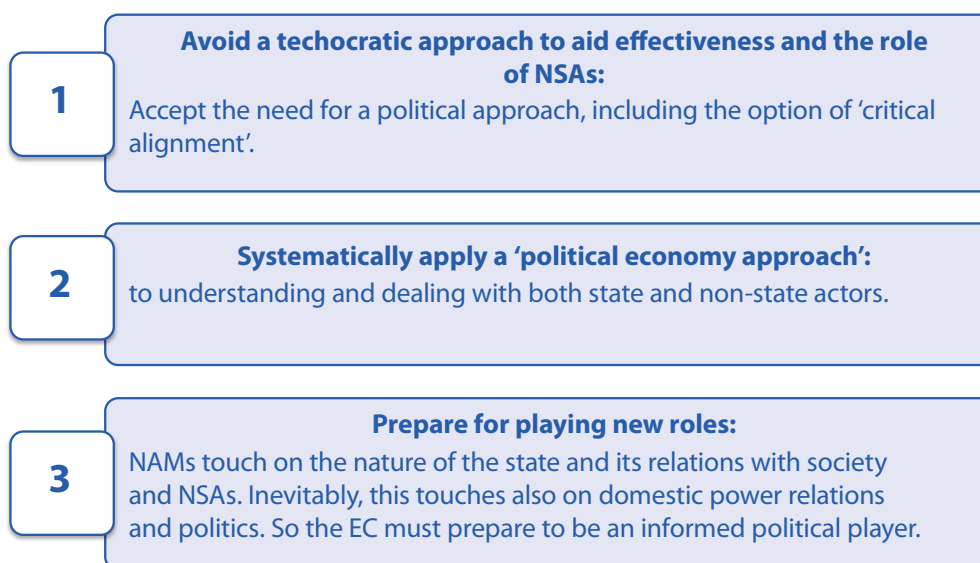 1
Avoid a techocratic approach to aid effectiveness and the role
of NSAs:
Accept the need for a political approach, including the option of ‘critical
alignment’.
2
Systematically apply a ‘political economy approach’:
to understanding and dealing with both state and non-state actors.
3
Prepare for playing new roles:
NAMs touch on the nature of the state and its relations with society
and NSAs. Inevitably, this touches also on domestic power relations
and politics. So the EC must prepare to be an informed political player.